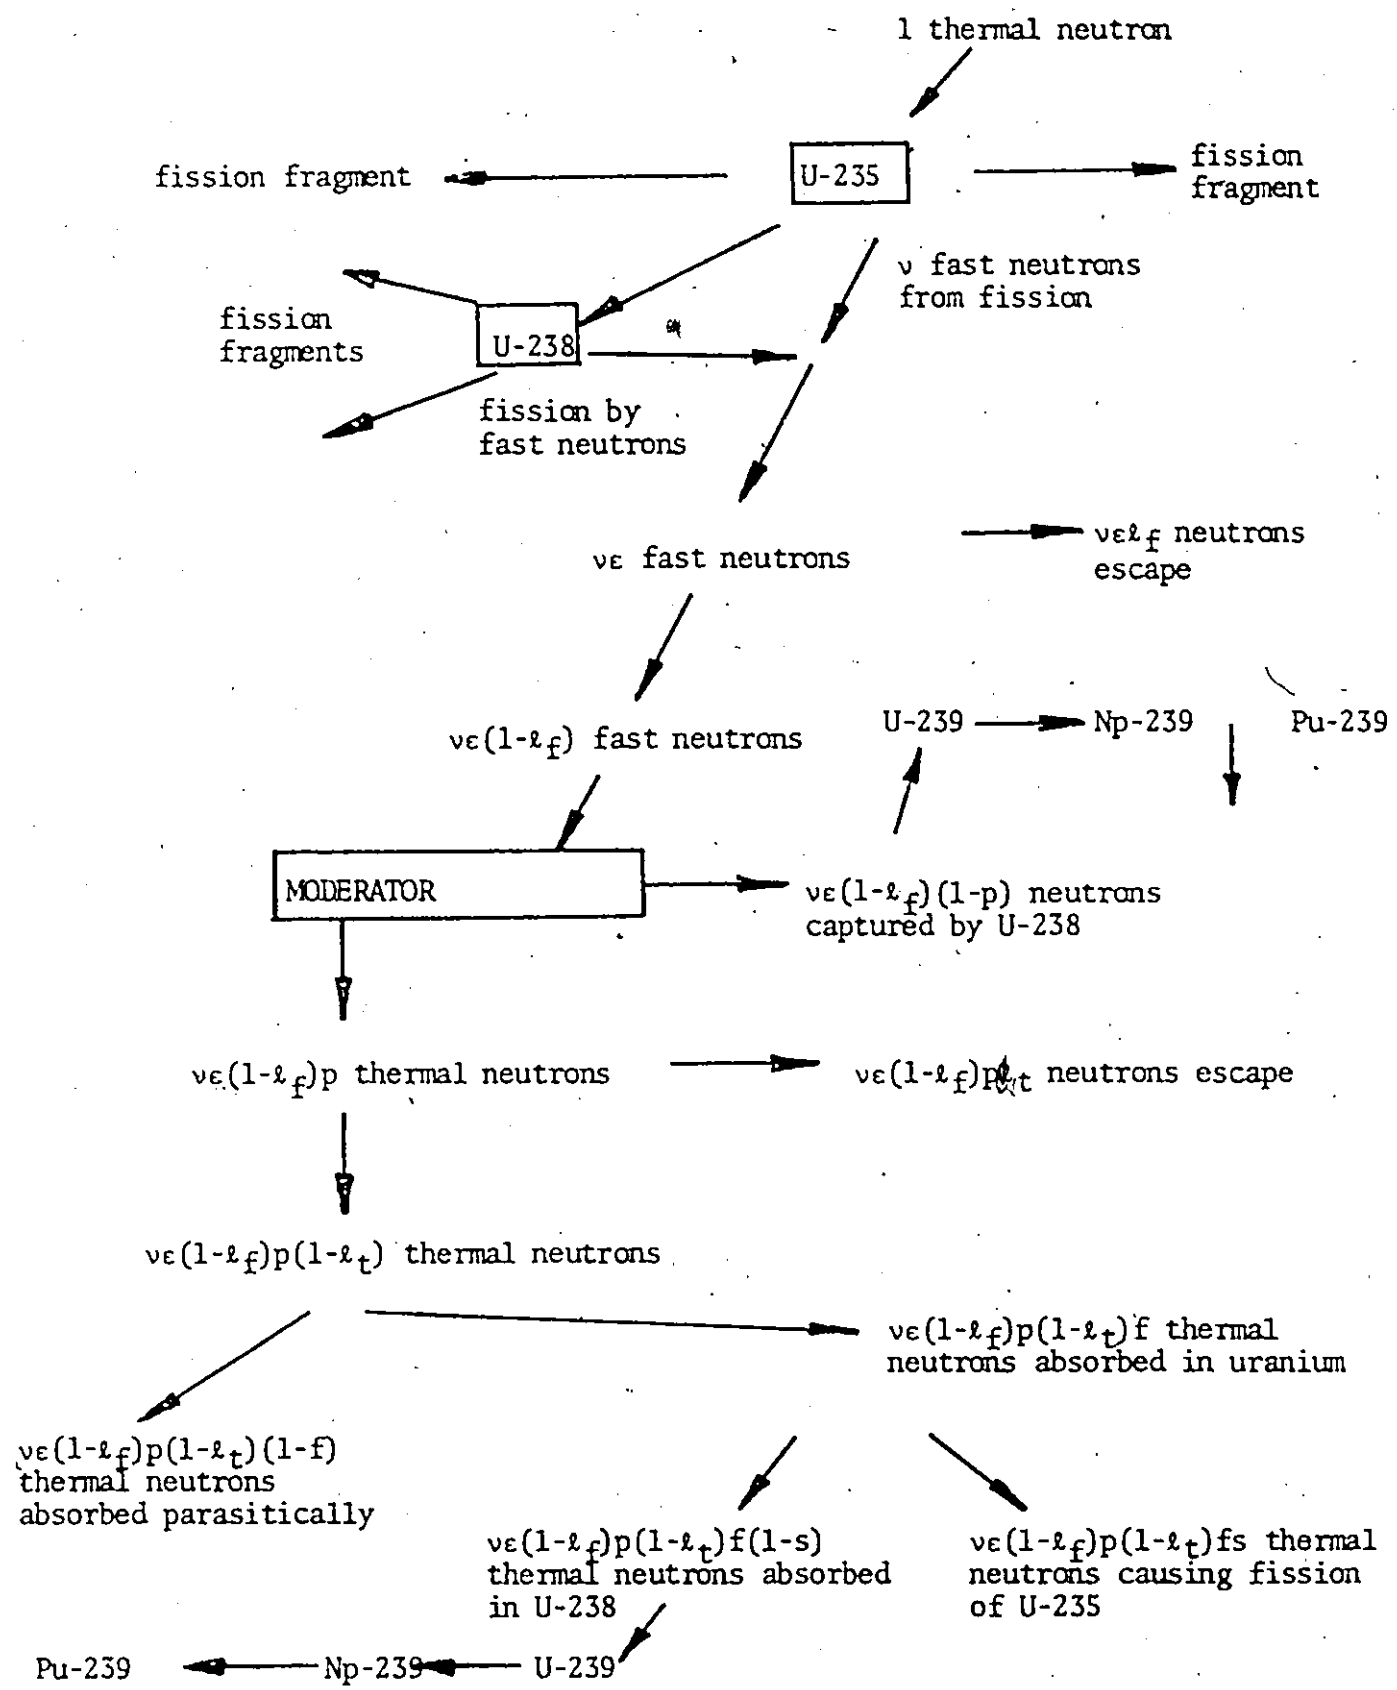 1 thermal neutron
fission fragment
U-235
fission
fragment
ν fast neutrons
from fission
fission
fragments
U-238
fission by
fast neutrons
νε fast neutrons
νεℓf neutrons
escape
νε(1-ℓf) fast neutrons
U-239
Np-239
Pu-239
MODERATOR
νε(1-ℓf)(1-p) neutrons
captured by U-238
νε(1-ℓf)p thermal neutrons
νε(1-ℓf)pℓt neutrons escape
νε(1-ℓf)p(1-ℓt) thermal neutrons
νε(1-ℓf)p(1-ℓt)f thermal
neutrons absorbed in uranium
νε(1-ℓf)p(1-ℓt)(1-f)
thermal neutrons
absorbed parasitically
νε(1-ℓf)p(1-ℓt)f(1-s)
thermal neutrons absorbed
in U-238
νε(1-ℓf)p(1-ℓt)fs thermal
neutrons causing fission
of U-235
Pu-239
Np-239
U-239